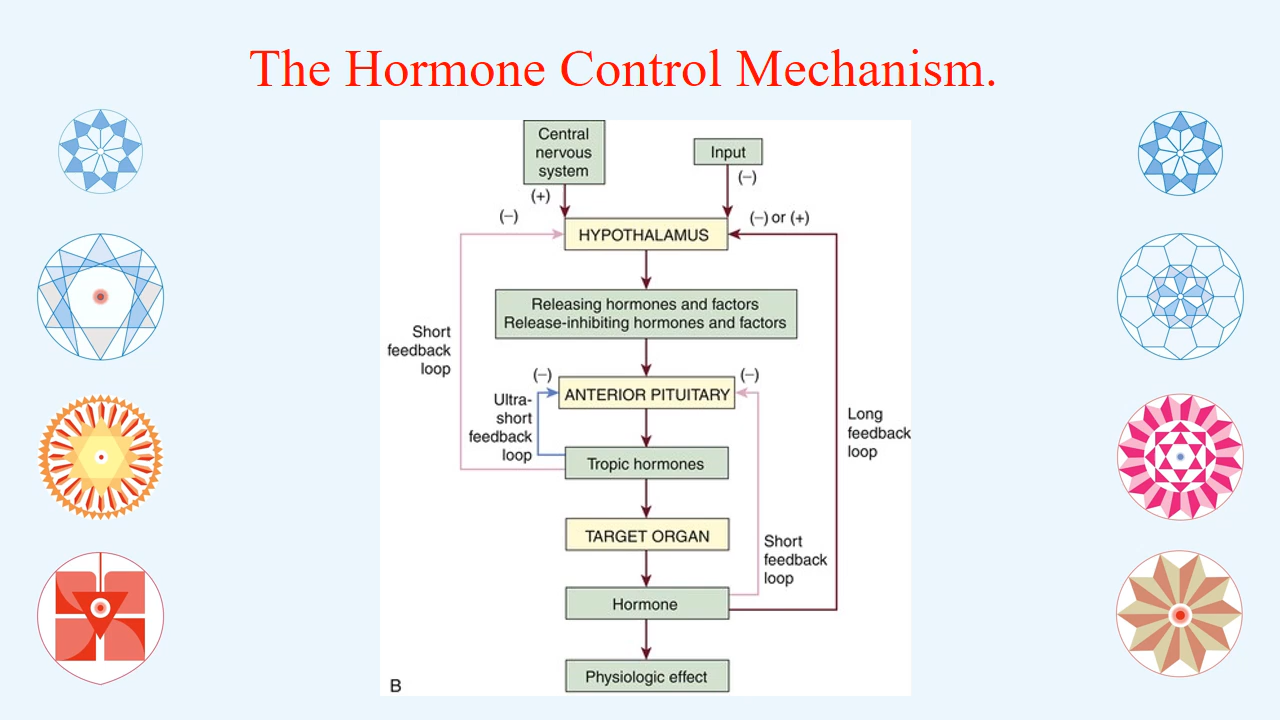 The Hormone Control Mechanism.
Central
nervous
system
Input
(+)
(–)
(–)
(–) or (+)
HYPOTHALAMUS
Releasing hormones and factors
Release-inhibiting hormones and factors
Short
feedback
loop
(–)
(–)
ANTERIOR PITUITARY
Ultra-
short
feedback
loop
Long
feedback
loop
Tropic hormones
TARGET ORGAN
Short
feedback
loop
Hormone
Physiologic effect
B